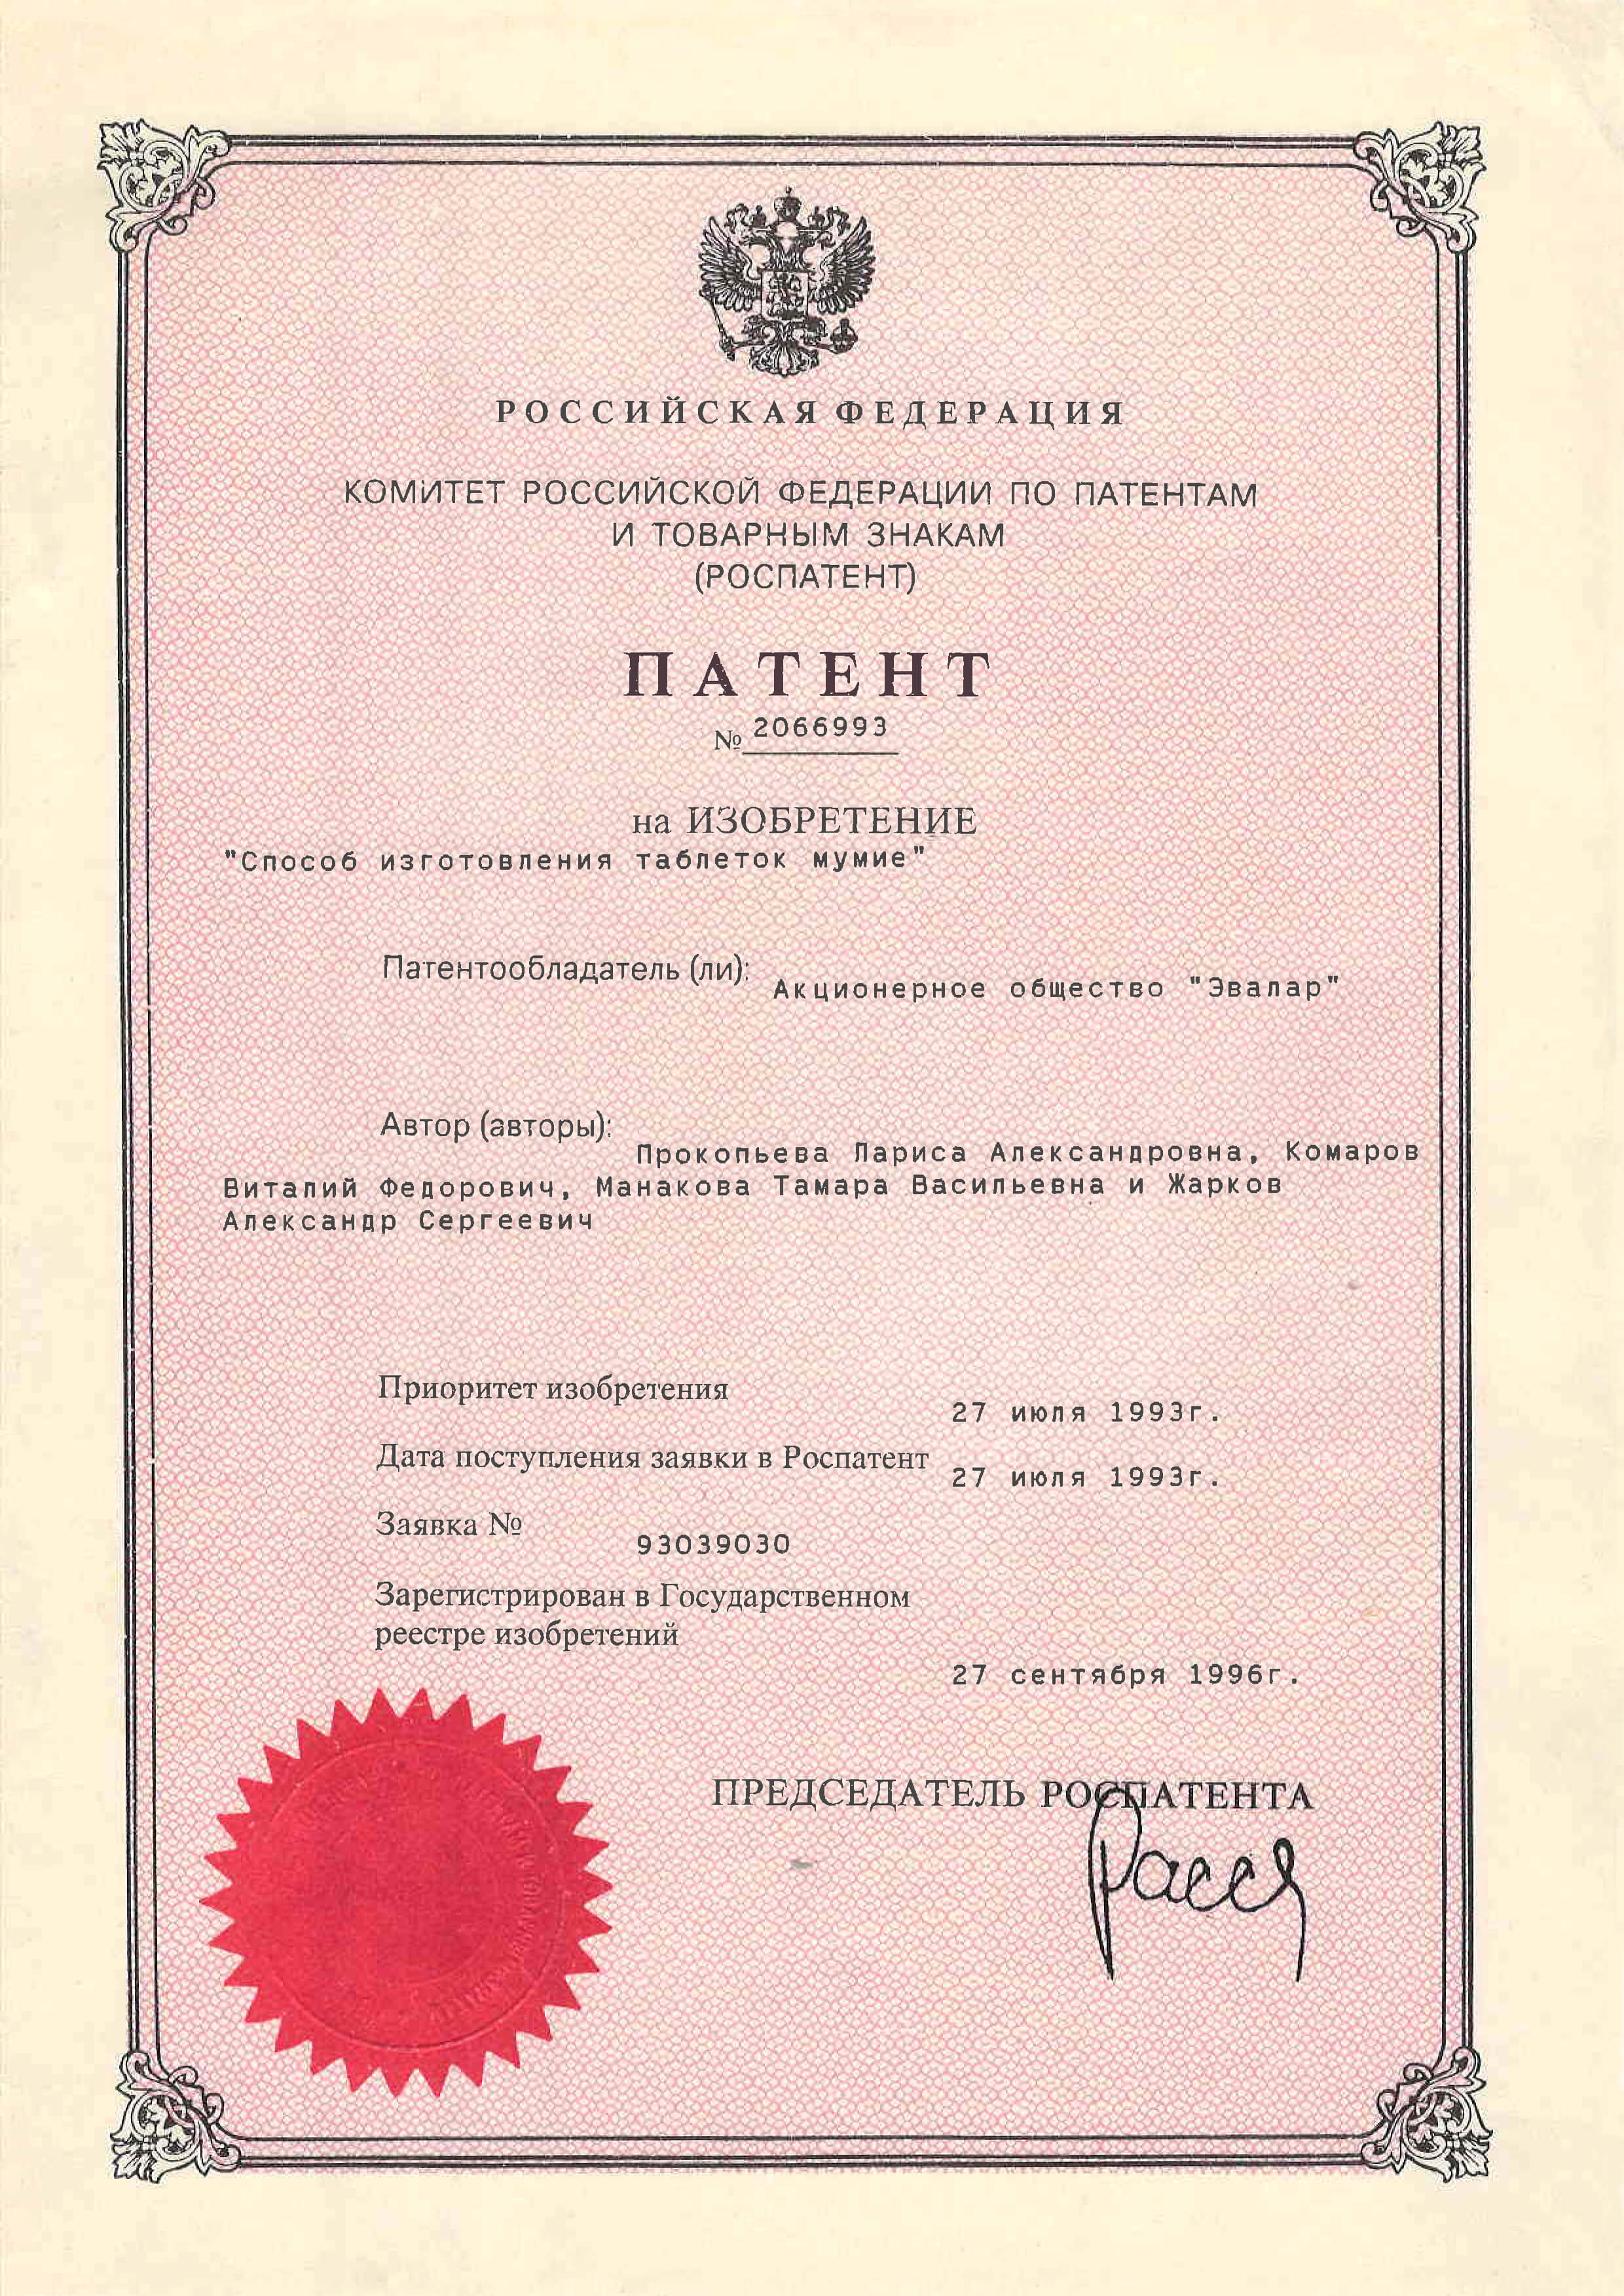 РОССИЙСКАЯ ФЕДЕРАЦИЯ
КОМИТЕТ РОССИЙСКОЙ ФЕДЕРАЦИИ ПО ПАТЕНТАМ
И ТОВАРНЫМ ЗНАКАМ
(РОСПАТЕНТ)
ПАТЕНТ
№ 2066993
на ИЗОБРЕТЕНИЕ
"Способ изготовления таблеток мумие"
Патентообладатель (ли):
Акционерное общество "Эвалар"
Автор (авторы):
Прокопьева Лариса Александровна, Комаров
Виталий Федорович, Манакова Тамара Васильевна и Жарков
Александр Сергеевич
Приоритет изобретения
27 июля 1993г.
Дата поступления заявки в Роспатент
27 июля 1993г.
Заявка №
93039030
Зарегистрирован в Государственном
реестре изобретений
27 сентября 1996г.
ПРЕДСЕДАТЕЛЬ РОСПАТЕНТА